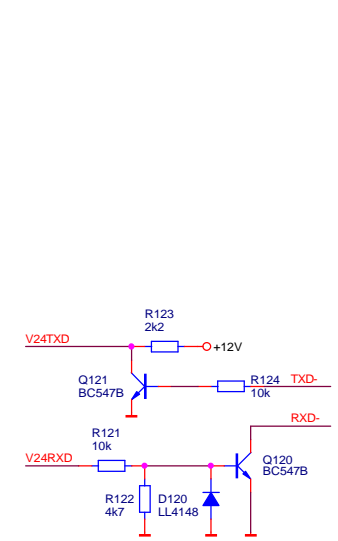 R123
2k2
V24TXD
+12V
Q121
BC547B
R124
10k
TXD-
RXD-
R121
10k
V24RXD
Q120
BC547B
R122
4k7
D120
LL4148